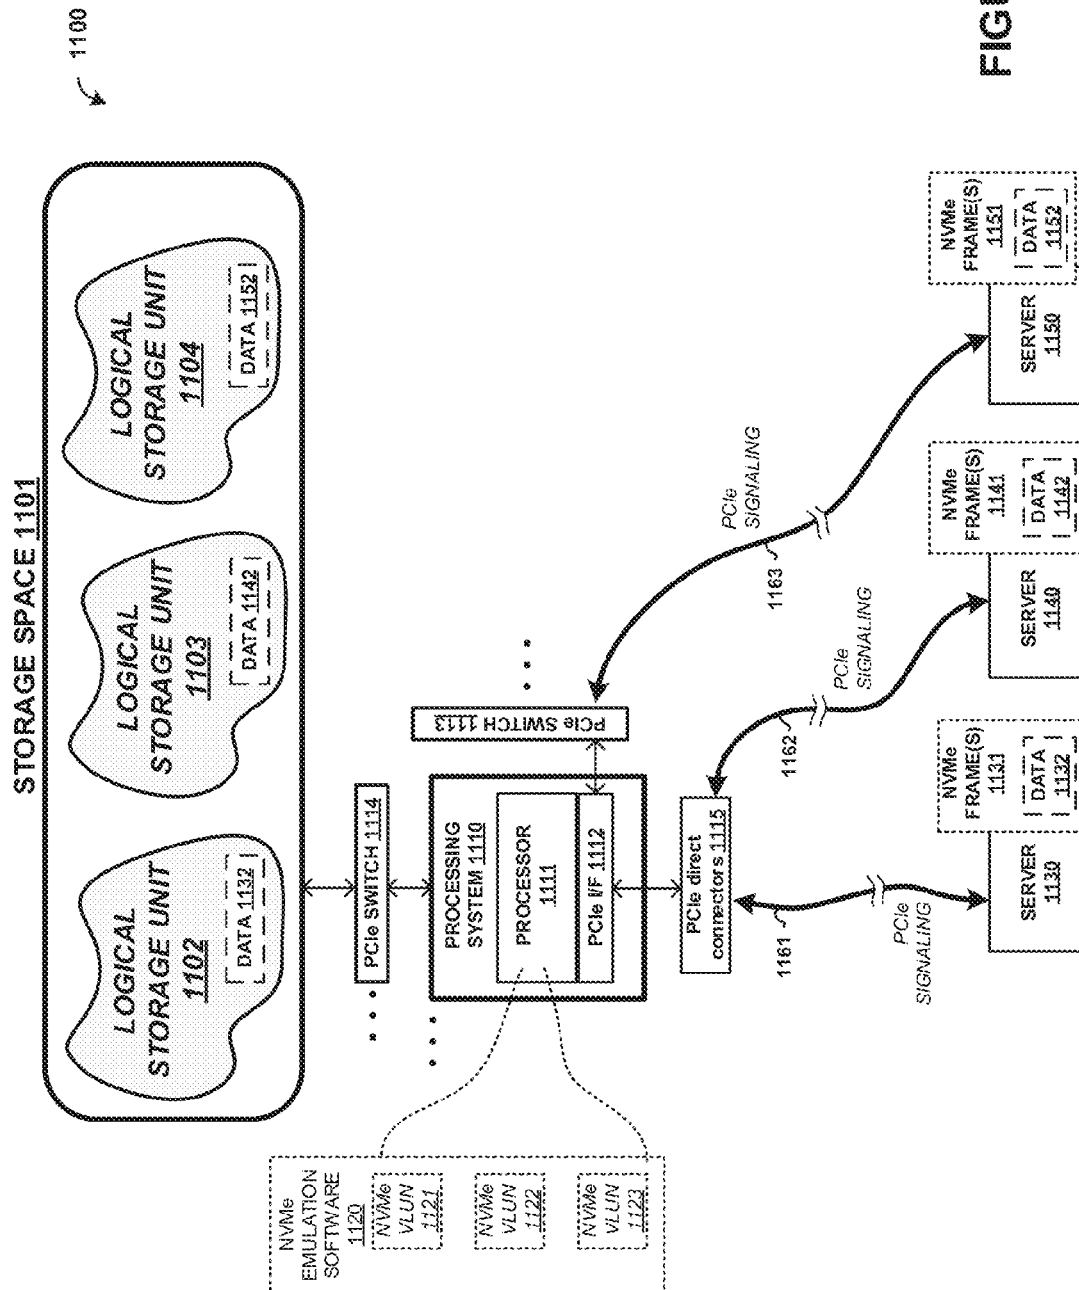 1100
STORAGE SPACE 1101
LOGICAL
STORAGE UNIT
1102
DATA 1132
LOGICAL
STORAGE UNIT
1103
DATA 1142
LOGICAL
STORAGE UNIT
1104
DATA 1152
PCIe SWITCH 1114
PROCESSING
SYSTEM 1110
PROCESSOR
1111
PCIe I/F 1112
PCIe SWITCH 1113
PCIe direct
connectors 1115
NVMe
EMULATION
SOFTWARE
1120
NVMe
VLUN
1121
NVMe
VLUN
1122
NVMe
VLUN
1123
1161
PCIe
SIGNALING
1162
PCIe
SIGNALING
1163
PCIe
SIGNALING
SERVER
1130
NVMe
FRAME(S)
1131
DATA
1132
SERVER
1140
NVMe
FRAME(S)
1141
DATA
1142
SERVER
1150
NVMe
FRAME(S)
1151
DATA
1152